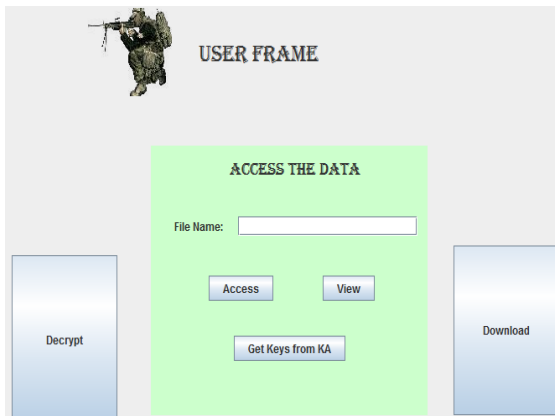 USER FRAME
ACCESS THE DATA
File Name:
Access
View
Get Keys from KA
Decrypt
Download